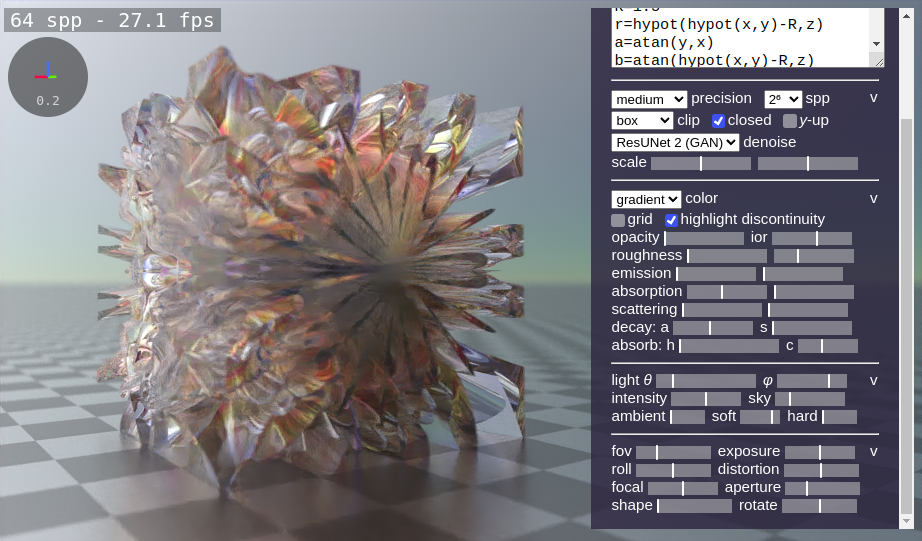 64 spp - 27.1 fps
0.2
r=hypot(hypot(x,y)-R,z)
a=atan(y,x)
b=atan(hypot(x,y)-R,z)
medium precision 2⁶ spp v
box clip closed y-up
ResUNet 2 (GAN) denoise
scale
gradient color v
grid highlight discontinuity
opacity ior
roughness
emission
absorption
scattering
decay: a s
absorb: h c
light θ φ v
intensity sky
ambient soft hard
fov exposure v
roll distortion
focal aperture
shape rotate